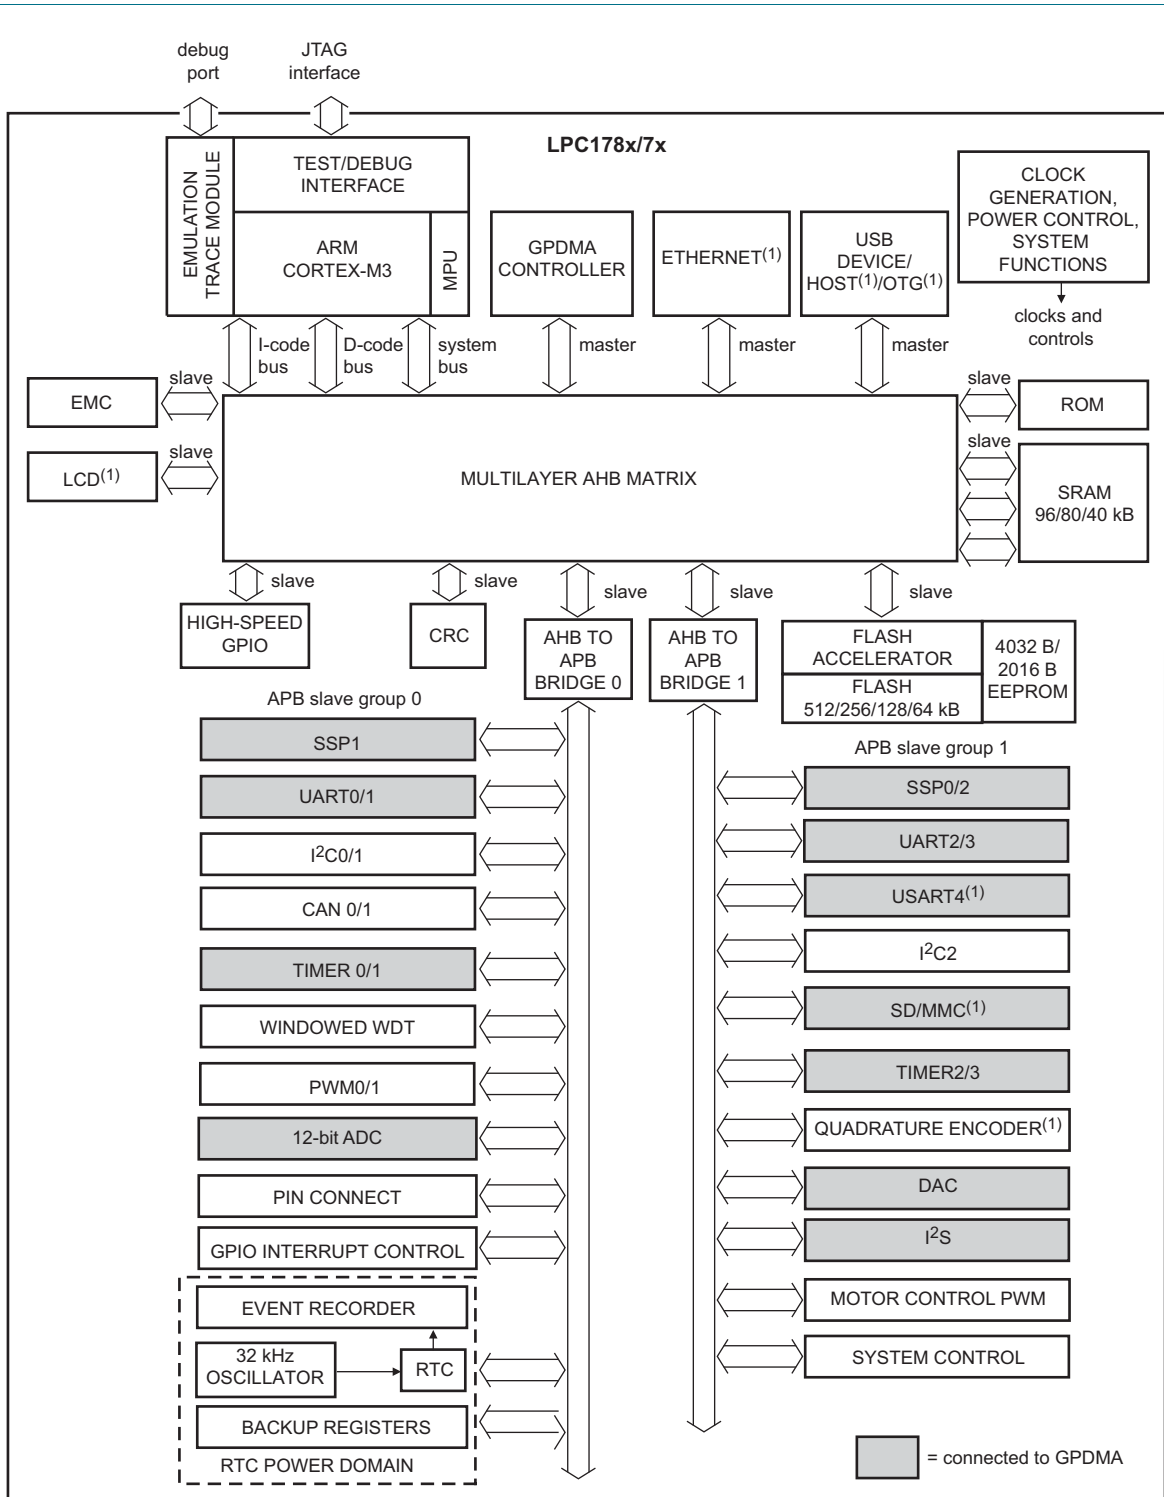 debug
port
JTAG
interface
LPC178x/7x
EMULATION
TRACE MODULE
TEST/DEBUG
INTERFACE
ARM
CORTEX-M3
MPU
GPDMA
CONTROLLER
ETHERNET(1)
USB
DEVICE/
HOST(1)/OTG(1)
CLOCK
GENERATION,
POWER CONTROL,
SYSTEM
FUNCTIONS
clocks and
controls
I-code
bus
D-code
bus
system
bus
master
master
master
EMC
slave
LCD(1)
slave
MULTILAYER AHB MATRIX
slave
ROM
slave
SRAM
96/80/40 kB
slave
slave
slave
slave
slave
HIGH-SPEED
GPIO
CRC
AHB TO
APB
BRIDGE 0
AHB TO
APB
BRIDGE 1
FLASH
ACCELERATOR
FLASH
512/256/128/64 kB
4032 B/
2016 B
EEPROM
APB slave group 0
SSP1
UART0/1
I2C0/1
CAN 0/1
TIMER 0/1
WINDOWED WDT
PWM0/1
12-bit ADC
PIN CONNECT
GPIO INTERRUPT CONTROL
EVENT RECORDER
32 kHz
OSCILLATOR
RTC
BACKUP REGISTERS
RTC POWER DOMAIN
APB slave group 1
SSP0/2
UART2/3
USART4(1)
I2C2
SD/MMC(1)
TIMER2/3
QUADRATURE ENCODER(1)
DAC
I2S
MOTOR CONTROL PWM
SYSTEM CONTROL
= connected to GPDMA